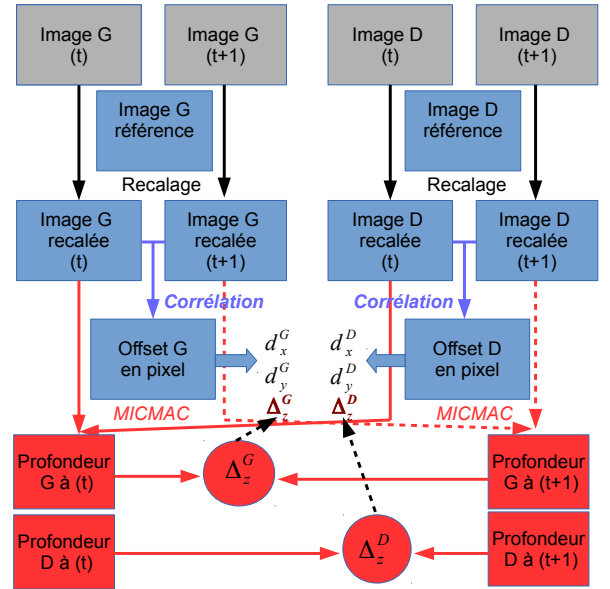 Image G
(t)
Image G
(t+1)
Image D
(t)
Image D
(t+1)
Image G
référence
Image D
référence
Recalage
Recalage
Image G
recalée
(t)
Image G
recalée
(t+1)
Image D
recalée
(t)
Image D
recalée
(t+1)
Corrélation
Corrélation
Offset G
en pixel
d_x^G
d_y^G
Δ_z^G
d_x^D
d_y^D
Δ_z^D
Offset D
en pixel
MICMAC
MICMAC
Profondeur
G à (t)
Δ_z^G
Profondeur
G à (t+1)
Profondeur
D à (t)
Δ_z^D
Profondeur
D à (t+1)